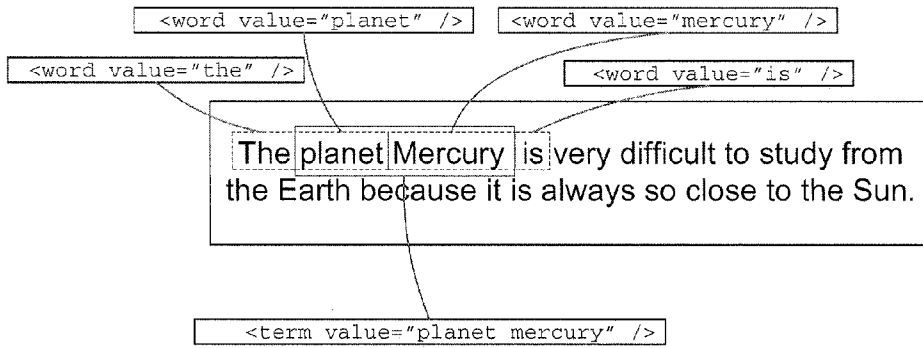 <word value="planet" />
<word value="mercury" />
<word value="the" />
<word value="is" />
The planet Mercury is very difficult to study from
the Earth because it is always so close to the Sun.
<term value="planet mercury" />